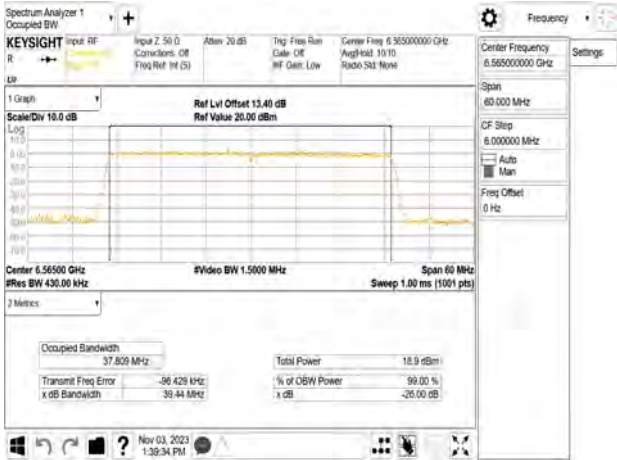 Spectrum Analyzer 1
Occupied BW
Frequency
KEYSIGHT Input: RF
R
Input Z: 50 Ω
Corrections: Off
Freq Ref: Int (S)
Atten: 20 dB
Trig: Free Run
Gate: Off
#IF Gain: Low
Center Freq: 6.565000000 GHz
Avg|Hold: 10/10
Radio Std: None
Center Frequency
6.565000000 GHz
Settings
Span
60.000 MHz
CF Step
6.000000 MHz
Auto
Man
Freq Offset
0 Hz
1 Graph
Scale/Div 10.0 dB
Ref Lvl Offset 13.40 dB
Ref Value 20.00 dBm
Log
10.0
0.00
Center 6.56500 GHz
#Res BW 430.00 kHz
#Video BW 1.5000 MHz
Span 60 MHz
Sweep 1.00 ms (1001 pts)
2 Metrics
Occupied Bandwidth
37.809 MHz
Total Power 18.9 dBm
Transmit Freq Error -96.429 kHz
% of OBW Power 99.00 %
x dB Bandwidth 39.44 MHz
x dB -26.00 dB
?
Nov 03, 2023
1:39:34 PM